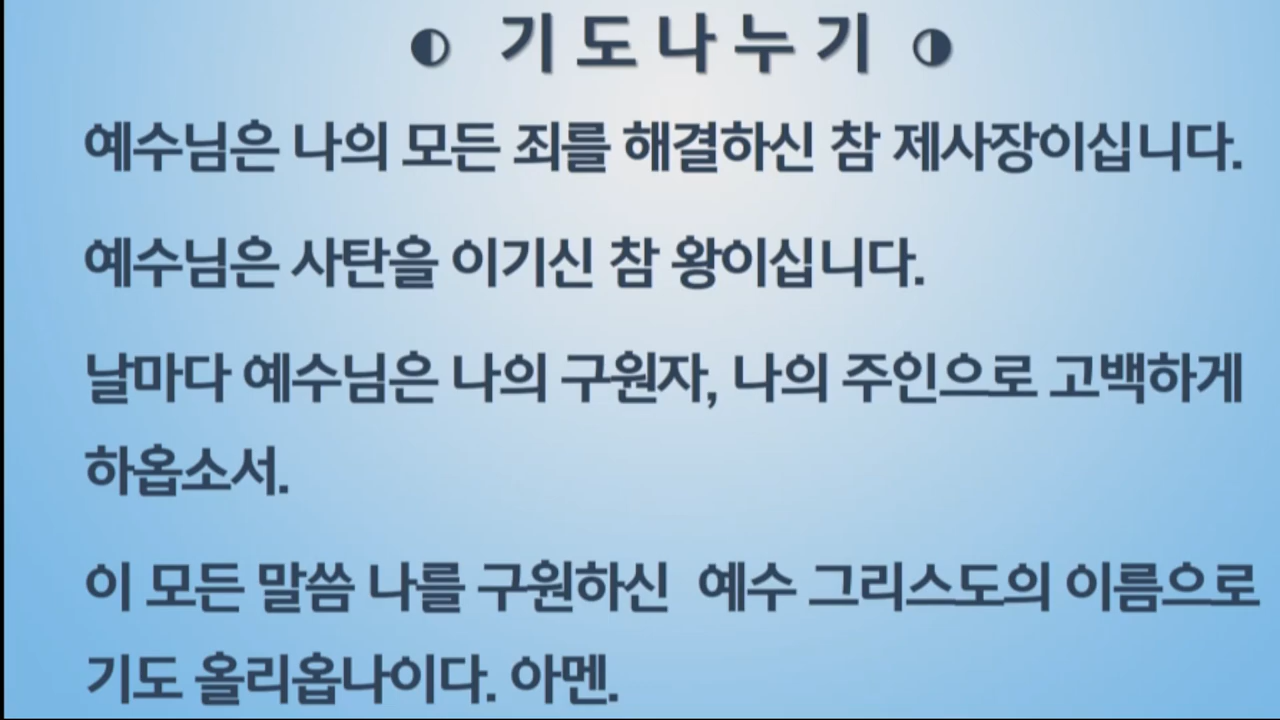 ◐ 기도나누기 ◑
예수님은 나의 모든 죄를 해결하신 참 제사장이십니다.
예수님은 사탄을 이기신 참 왕이십니다.
날마다 예수님은 나의 구원자, 나의 주인으로 고백하게
하옵소서.
이 모든 말씀 나를 구원하신 예수 그리스도의 이름으로
기도 올리옵나이다. 아멘.